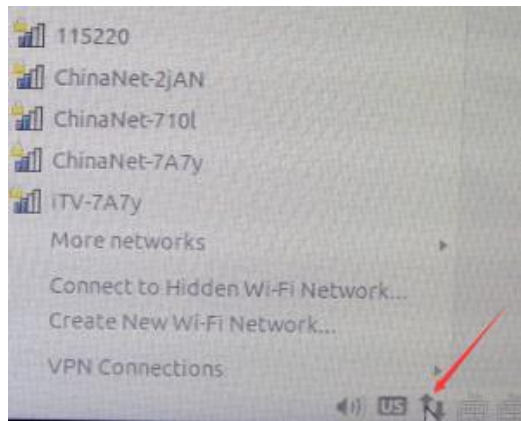 115220
ChinaNet-2jAN
ChinaNet-710l
ChinaNet-7A7y
iTV-7A7y
More networks
Connect to Hidden Wi-Fi Network...
Create New Wi-Fi Network...
VPN Connections
US